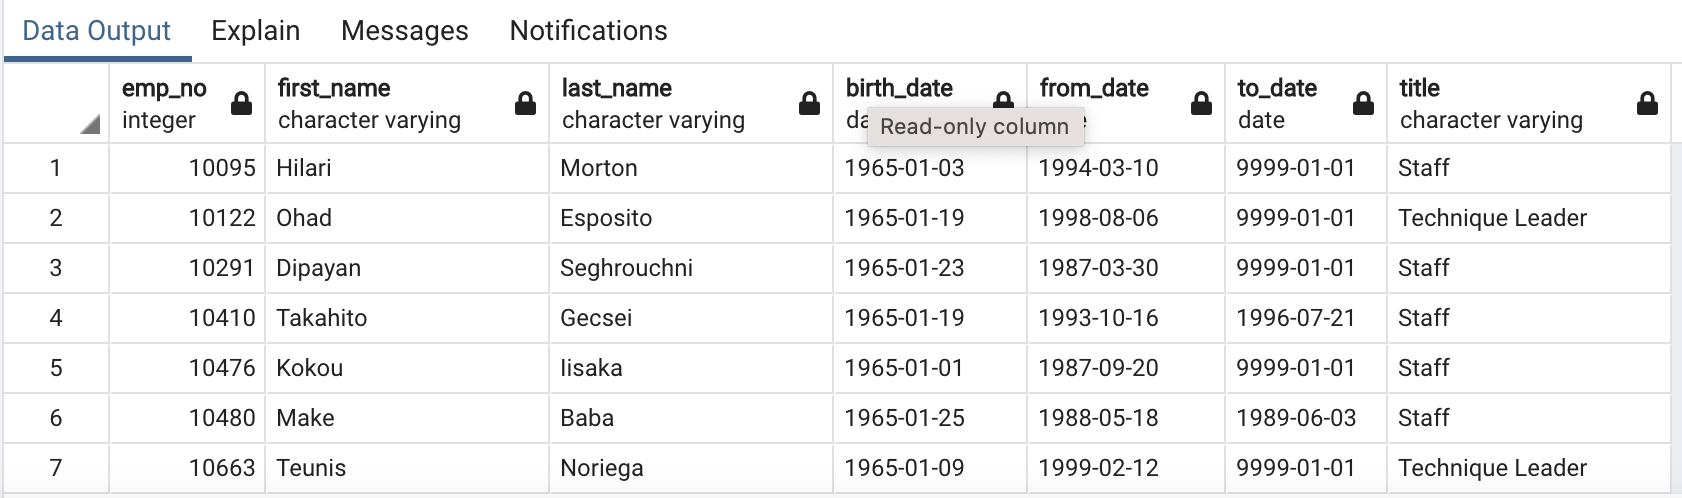 Data Output Explain Messages Notifications
emp_no first_name last_name birth_date from_date to_date title
integer character varying character varying da Read-only column e date character varying
1 10095 Hilari Morton 1965-01-03 1994-03-10 9999-01-01 Staff
2 10122 Ohad Esposito 1965-01-19 1998-08-06 9999-01-01 Technique Leader
3 10291 Dipayan Seghrouchni 1965-01-23 1987-03-30 9999-01-01 Staff
4 10410 Takahito Gecsei 1965-01-19 1993-10-16 1996-07-21 Staff
5 10476 Kokou Iisaka 1965-01-01 1987-09-20 9999-01-01 Staff
6 10480 Make Baba 1965-01-25 1988-05-18 1989-06-03 Staff
7 10663 Teunis Noriega 1965-01-09 1999-02-12 9999-01-01 Technique Leader